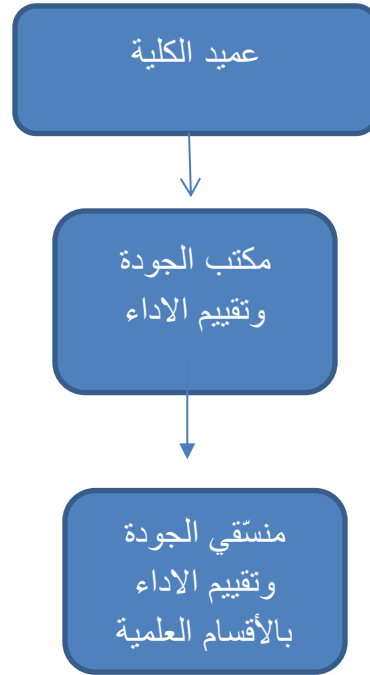 عميد الكلية
مكتب الجودة
وتقييم الاداء
منسّقي الجودة
وتقييم الاداء
بالأقسام العلمية